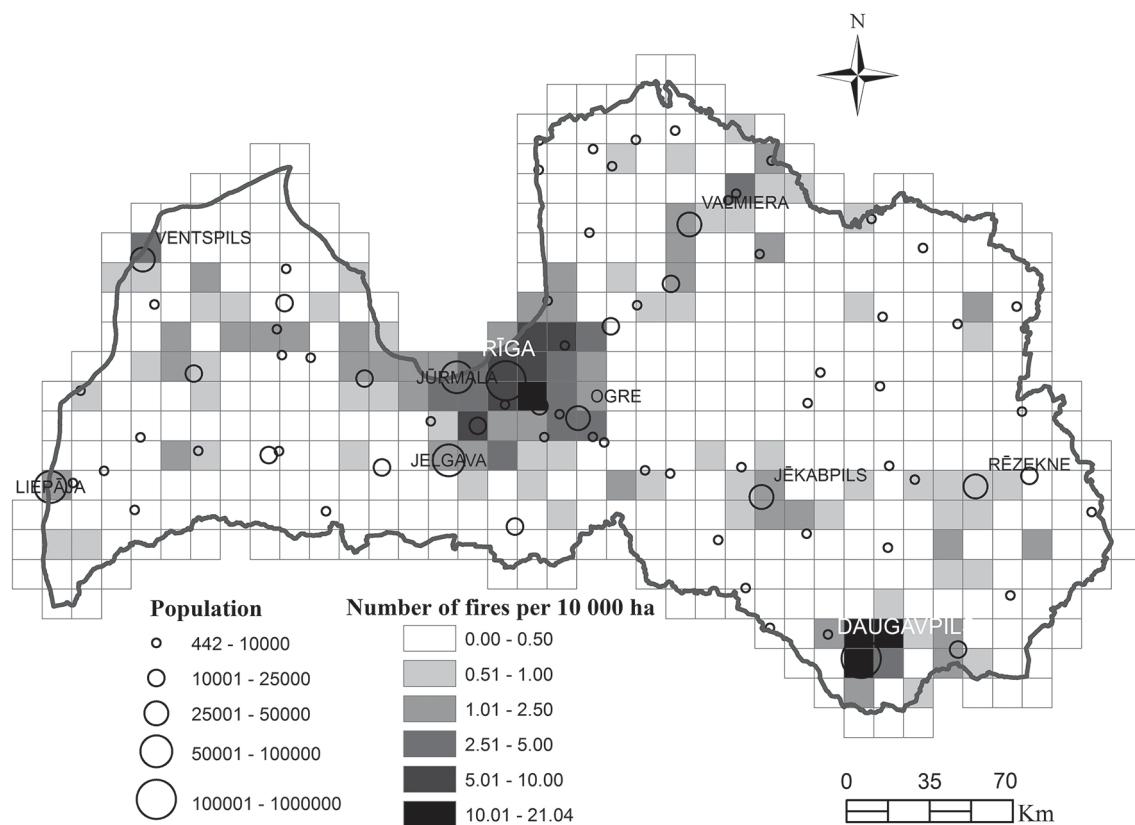 N
VALMIERA
VENTSPILS
RĪGA
JŪRMALA
OGRE
JELGAVA
LIEPĀJA
JĒKABPILS
RĒZEKNE
DAUGAVPILS
Population
442 - 10000
10001 - 25000
25001 - 50000
50001 - 100000
100001 - 1000000
Number of fires per 10 000 ha
0.00 - 0.50
0.51 - 1.00
1.01 - 2.50
2.51 - 5.00
5.01 - 10.00
10.01 - 21.04
0 35 70
Km